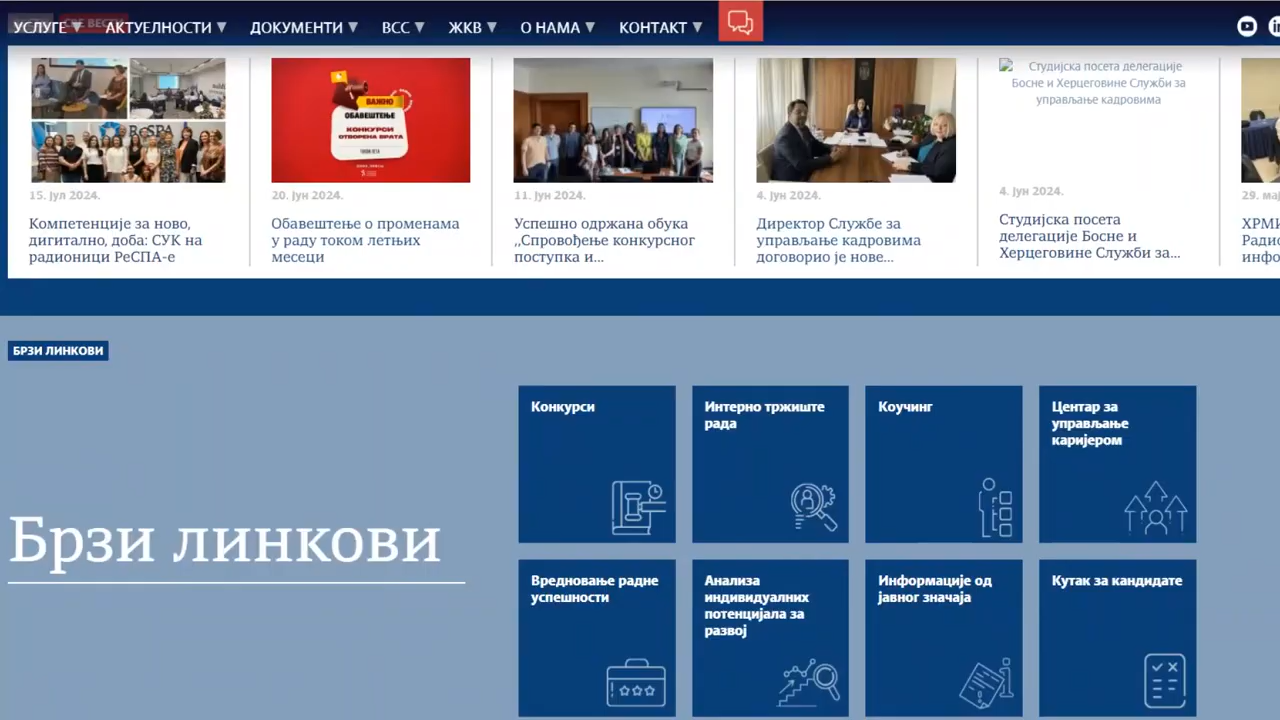 УСЛУГЕ ▼ АКТУЕЛНОСТИ ▼ ДОКУМЕНТИ ▼ ВСС ▼ ЖКВ ▼ О НАМА ▼ КОНТАКТ ▼
СВЕ ВЕСТИ
ReSPA
ВАЖНО
ОБАВЕШТЕЊЕ
КОНКУРСИ
ОТВОРЕНА ВРАТА
Студијска посета делегације
Босне и Херцеговине Служби за
управљање кадровима
15. јул 2024.
Компетенције за ново,
дигитално, доба: СУК на
радионици РеСПА-е
20. јун 2024.
Обавештење о променама
у раду током летњих
месеци
11. јун 2024.
Успешно одржана обука
„Спровођење конкурсног
поступка и...
4. јун 2024.
Директор Службе за
управљање кадровима
договорио је нове...
4. јун 2024.
Студијска посета
делегације Босне и
Херцеговине Служби за...
29. мај
ХРМИ
Радио
инфо
БРЗИ ЛИНКОВИ
Брзи линкови
Конкурси
Интерно тржиште
рада
Коучинг
Центар за
управљање
каријером
Вредновање радне
успешности
Анализа
индивидуалних
потенцијала за
развој
Информације од
јавног значаја
Кутак за кандидате